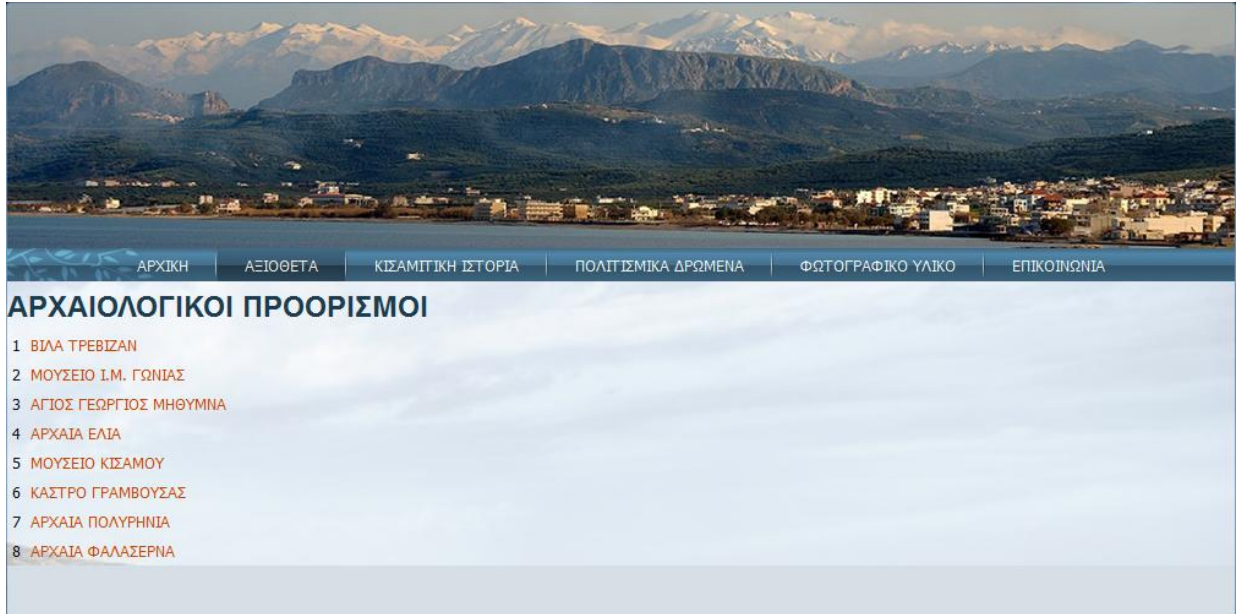 ΑΡΧΙΚΗ ΑΞΙΟΘΕΤΑ ΚΙΣΑΜΙΤΙΚΗ ΙΣΤΟΡΙΑ ΠΟΛΙΤΙΣΜΙΚΑ ΔΡΩΜΕΝΑ ΦΩΤΟΓΡΑΦΙΚΟ ΥΛΙΚΟ ΕΠΙΚΟΙΝΩΝΙΑ
ΑΡΧΑΙΟΛΟΓΙΚΟΙ ΠΡΟΟΡΙΣΜΟΙ
1 ΒΙΛΑ ΤΡΕΒΙΖΑΝ
2 ΜΟΥΣΕΙΟ Ι.Μ. ΓΩΝΙΑΣ
3 ΑΓΙΟΣ ΓΕΩΡΓΙΟΣ ΜΗΘΥΜΝΑ
4 ΑΡΧΑΙΑ ΕΛΙΑ
5 ΜΟΥΣΕΙΟ ΚΙΣΑΜΟΥ
6 ΚΑΣΤΡΟ ΓΡΑΜΒΟΥΣΑΣ
7 ΑΡΧΑΙΑ ΠΟΛΥΡΗΝΙΑ
8 ΑΡΧΑΙΑ ΦΑΛΑΣΕΡΝΑ